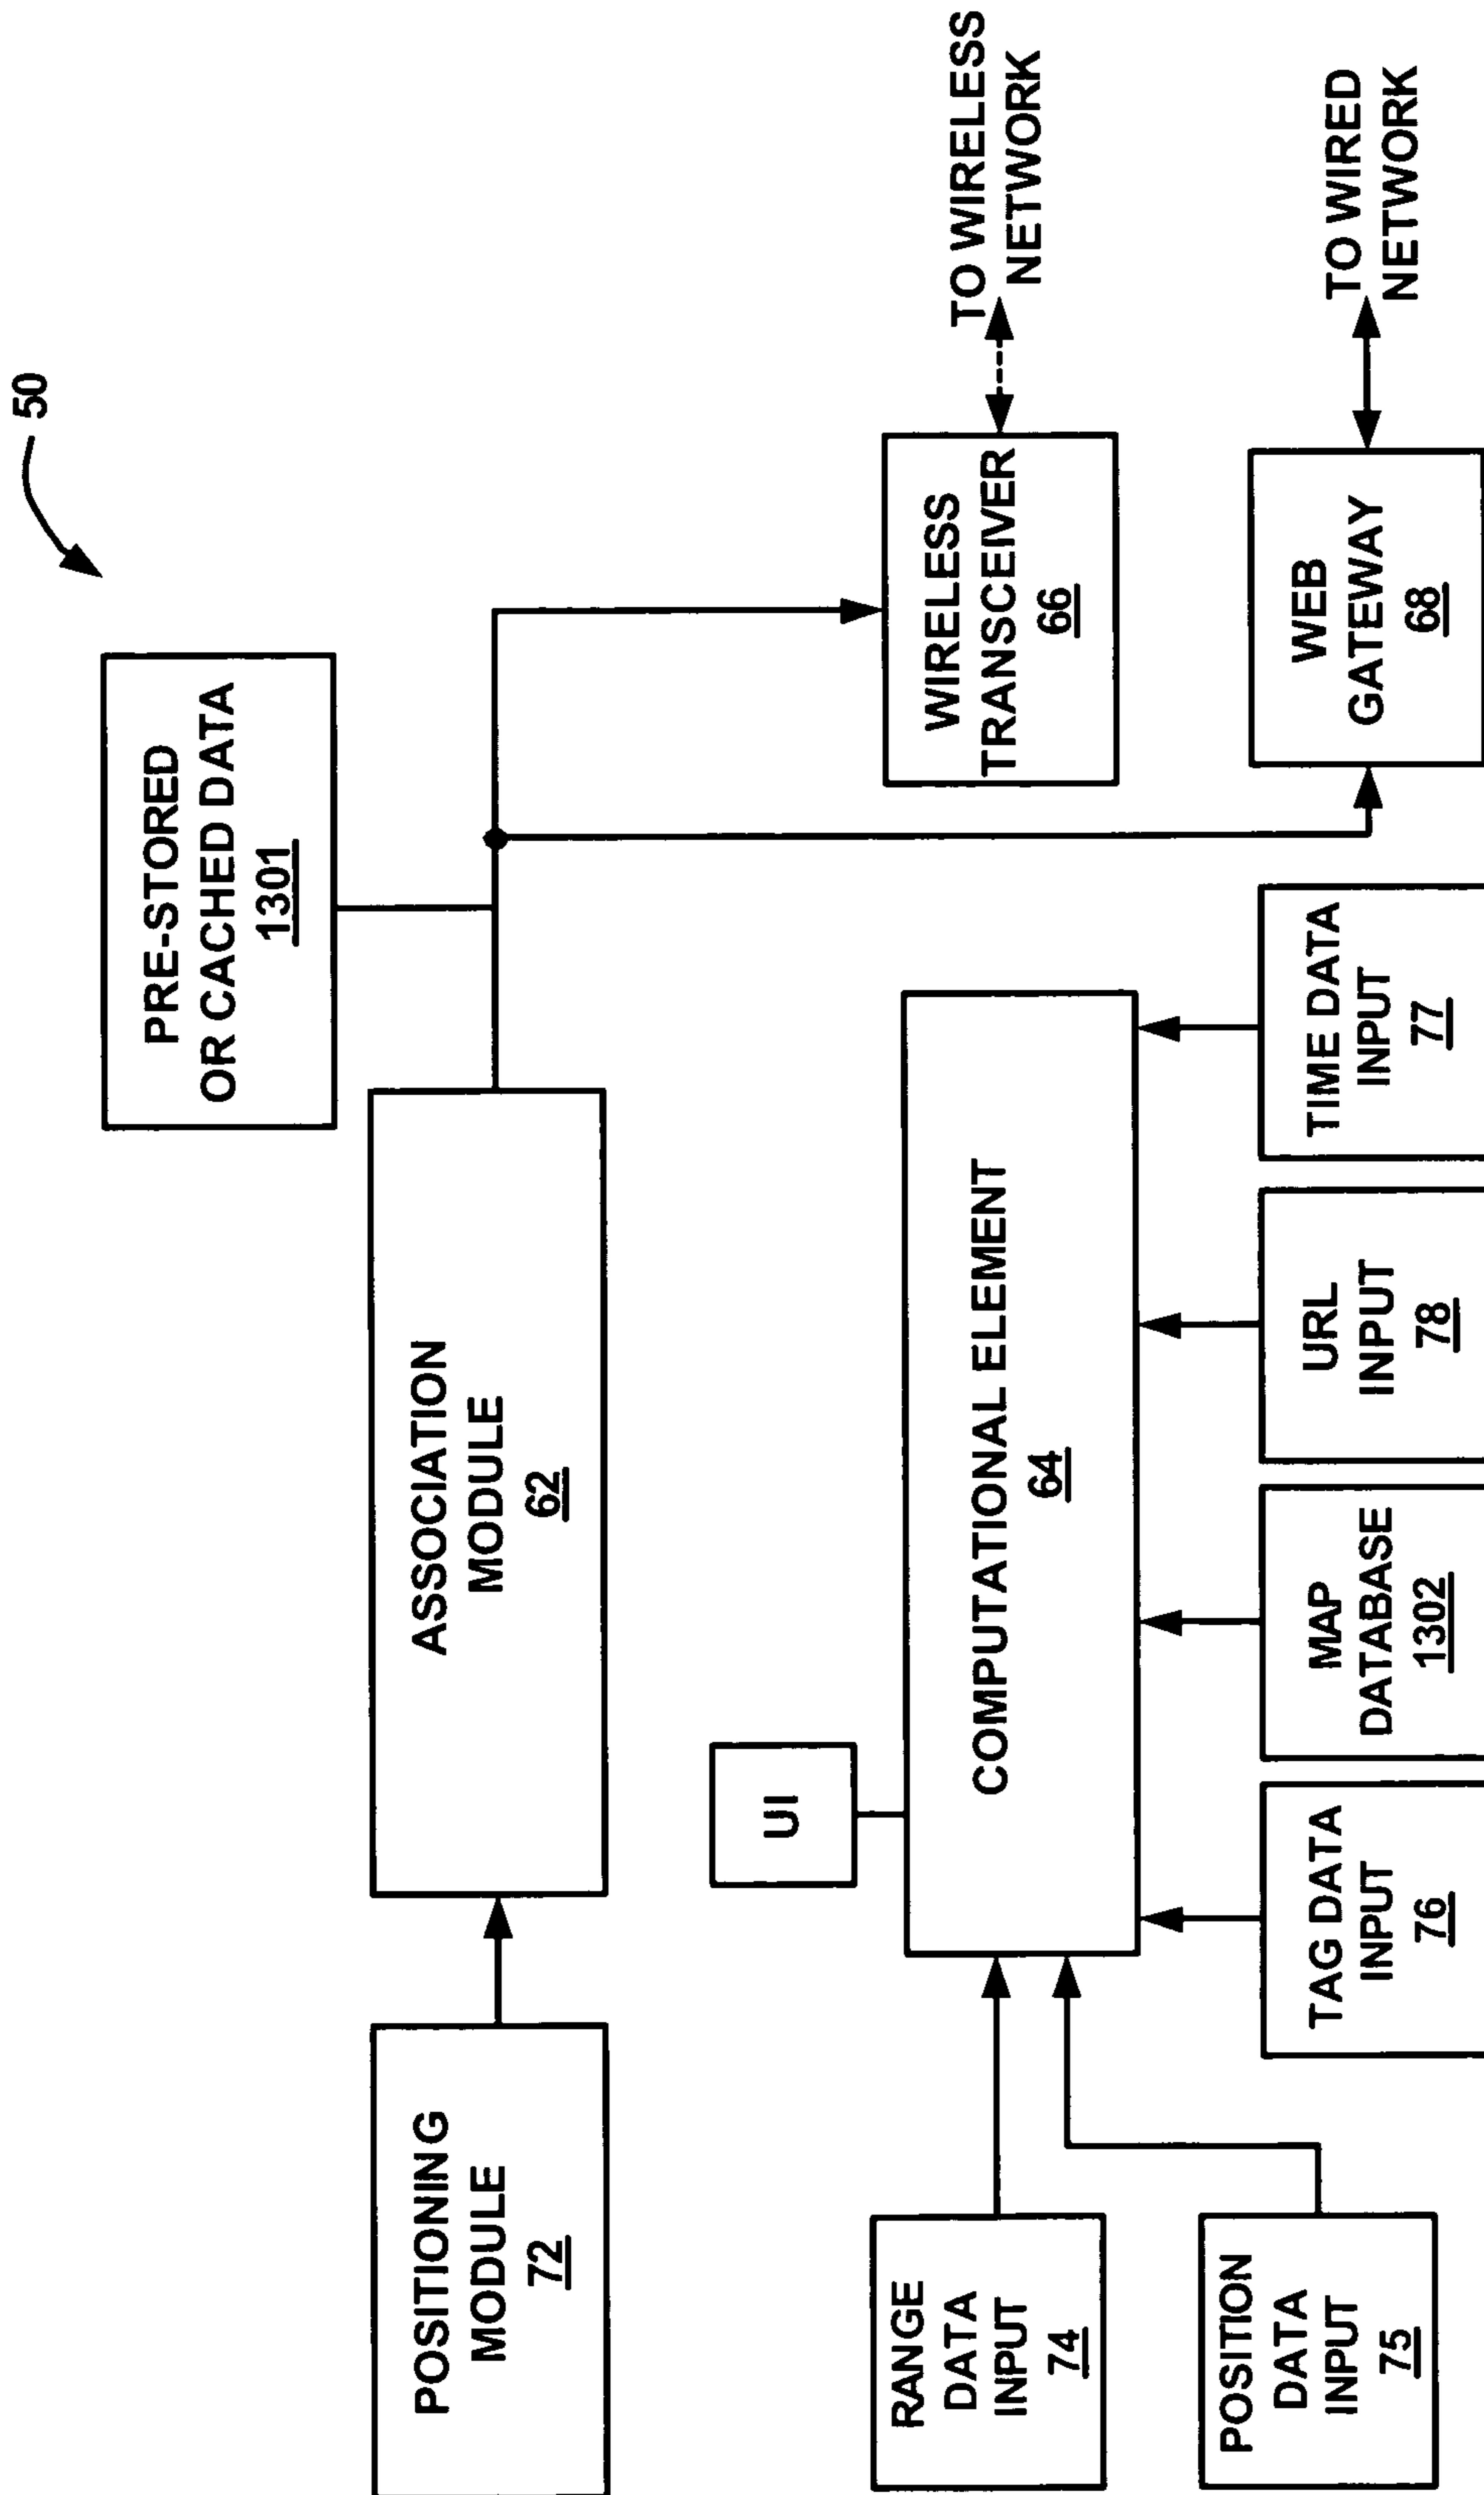 50
PRE-STORED
OR CACHED DATA
1301
POSITIONING
MODULE
72
ASSOCIATION
MODULE
62
UI
RANGE
DATA
INPUT
74
POSITION
DATA
INPUT
75
COMPUTATIONAL ELEMENT
64
WIRELESS
TRANSCEIVER
66
TO WIRELESS
NETWORK
TAG DATA
INPUT
76
MAP
DATABASE
1302
URL
INPUT
78
TIME DATA
INPUT
77
WEB
GATEWAY
68
TO WIRED
NETWORK